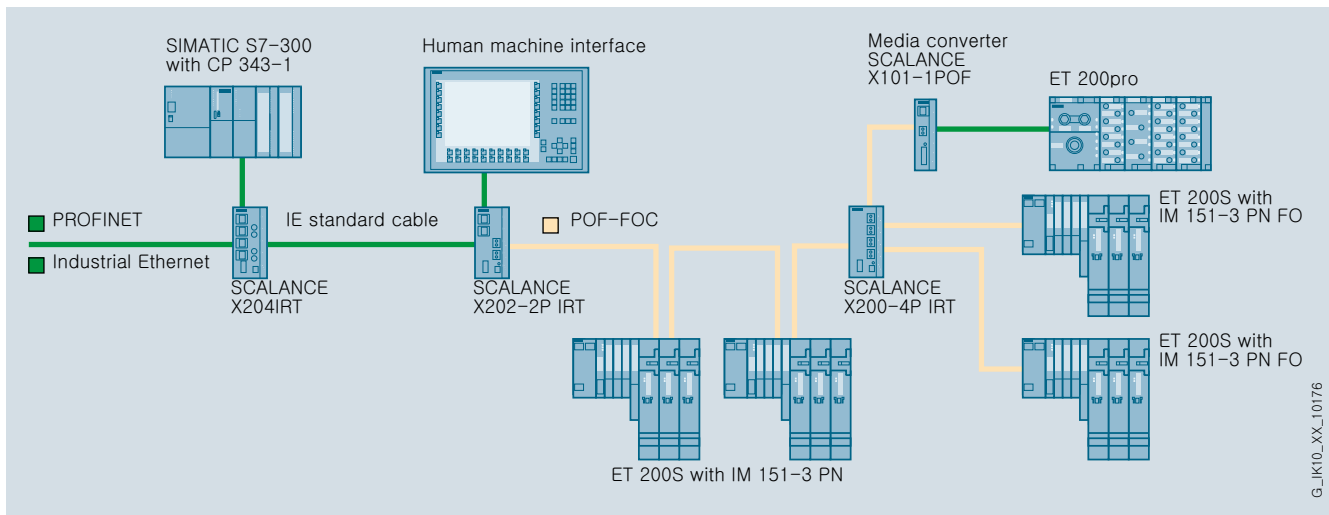 SIMATIC S7-300
with CP 343-1
Human machine interface
Media converter
SCALANCE
X101-1POF
ET 200pro
PROFINET
IE standard cable
POF-FOC
Industrial Ethernet
SCALANCE
X204IRT
SCALANCE
X202-2P IRT
SCALANCE
X200-4P IRT
ET 200S with
IM 151-3 PN FO
ET 200S with
IM 151-3 PN FO
ET 200S with IM 151-3 PN
G_IK10_XX_10176